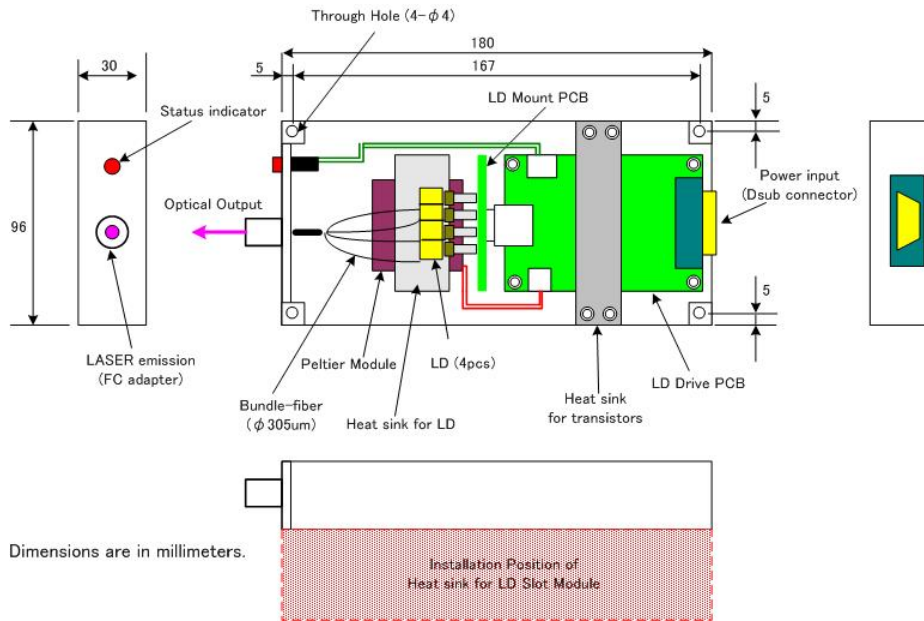 Through Hole (4-φ4)
180
30
5
167
LD Mount PCB
5
Status indicator
Power input
(Dsub connector)
Optical Output
96
5
LASER emission
(FC adapter)
Peltier Module
LD (4pcs)
LD Drive PCB
Bundle-fiber
(φ305um)
Heat sink for LD
Heat sink
for transistors
Dimensions are in millimeters.
Installation Position of
Heat sink for LD Slot Module